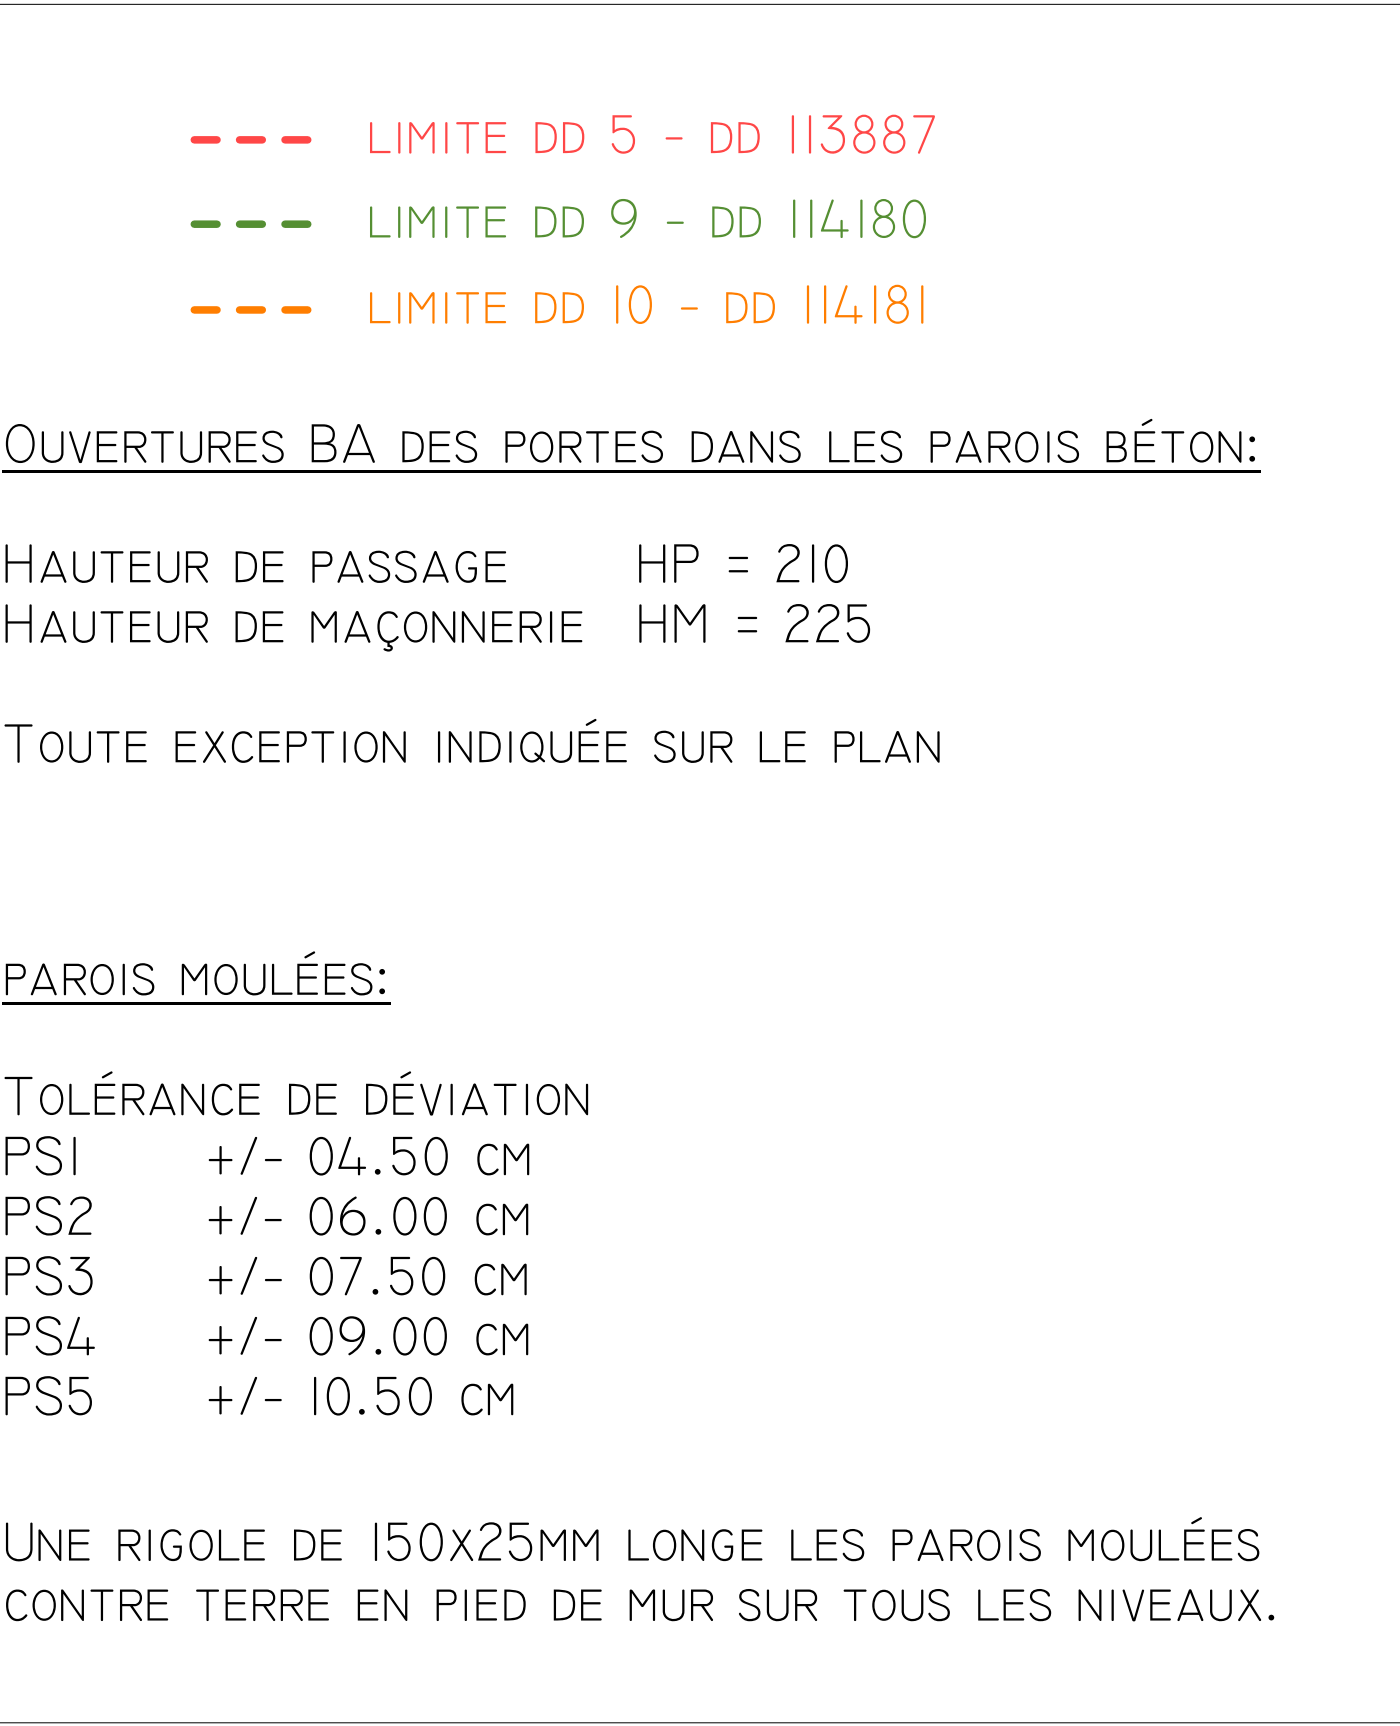 LIMITE DD 5 - DD 113887
LIMITE DD 9 - DD 114180
LIMITE DD 10 - DD 114181
OUVERTURES BA DES PORTES DANS LES PAROIS BÉTON:
HAUTEUR DE PASSAGE HP = 210
HAUTEUR DE MAÇONNERIE HM = 225
TOUTE EXCEPTION INDIQUÉE SUR LE PLAN
PAROIS MOULÉES:
TOLÉRANCE DE DÉVIATION
PS1 +/- 04.50 CM
PS2 +/- 06.00 CM
PS3 +/- 07.50 CM
PS4 +/- 09.00 CM
PS5 +/- 10.50 CM
UNE RIGOLE DE 150X25MM LONGE LES PAROIS MOULÉES
CONTRE TERRE EN PIED DE MUR SUR TOUS LES NIVEAUX.